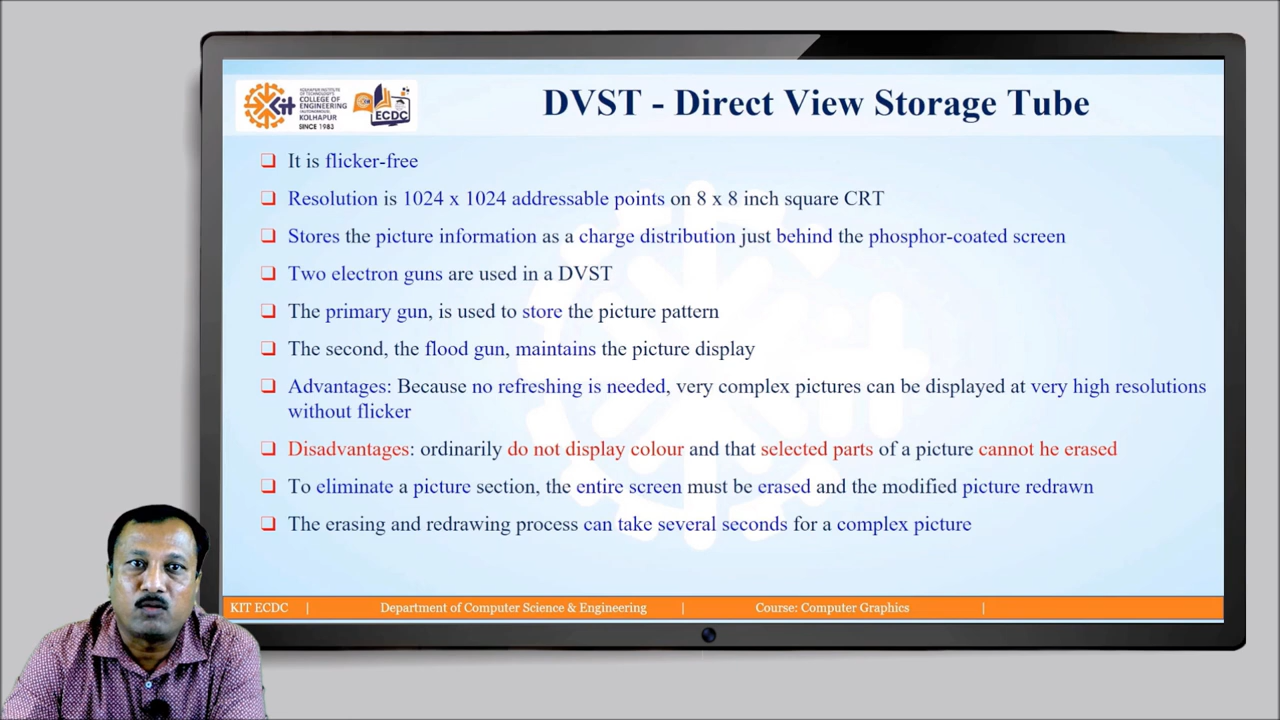 KOLHAPUR INSTITUTE
OF TECHNOLOGY'S
COLLEGE OF
ENGINEERING
(AUTONOMOUS),
KOLHAPUR
SINCE 1983
Kit
ECDC
DVST - Direct View Storage Tube
❑ It is flicker-free
❑ Resolution is 1024 x 1024 addressable points on 8 x 8 inch square CRT
❑ Stores the picture information as a charge distribution just behind the phosphor-coated screen
❑ Two electron guns are used in a DVST
❑ The primary gun, is used to store the picture pattern
❑ The second, the flood gun, maintains the picture display
❑ Advantages: Because no refreshing is needed, very complex pictures can be displayed at very high resolutions
without flicker
❑ Disadvantages: ordinarily do not display colour and that selected parts of a picture cannot he erased
❑ To eliminate a picture section, the entire screen must be erased and the modified picture redrawn
❑ The erasing and redrawing process can take several seconds for a complex picture
KIT ECDC | Department of Computer Science & Engineering | Course: Computer Graphics |